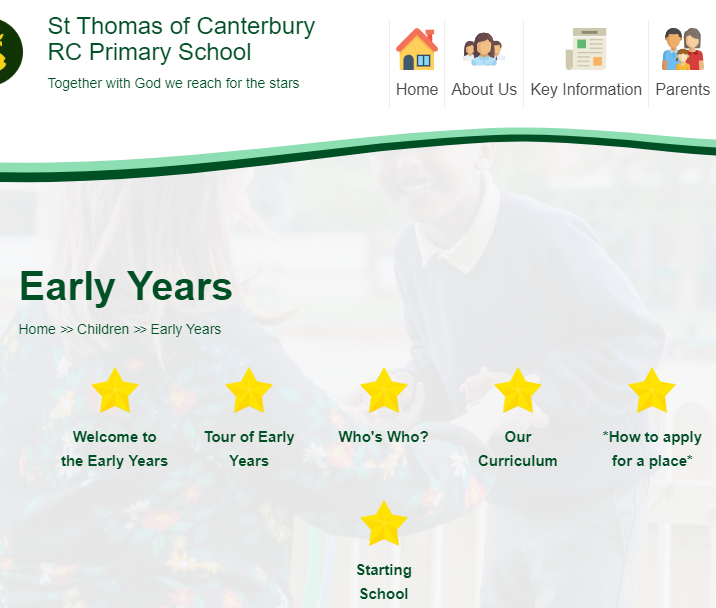 St Thomas of Canterbury
RC Primary School
Together with God we reach for the stars
Home
About Us
Key Information
Parents
Early Years
Home >> Children >> Early Years
Welcome to
the Early Years
Tour of Early
Years
Who's Who?
Our
Curriculum
*How to apply
for a place*
Starting
School